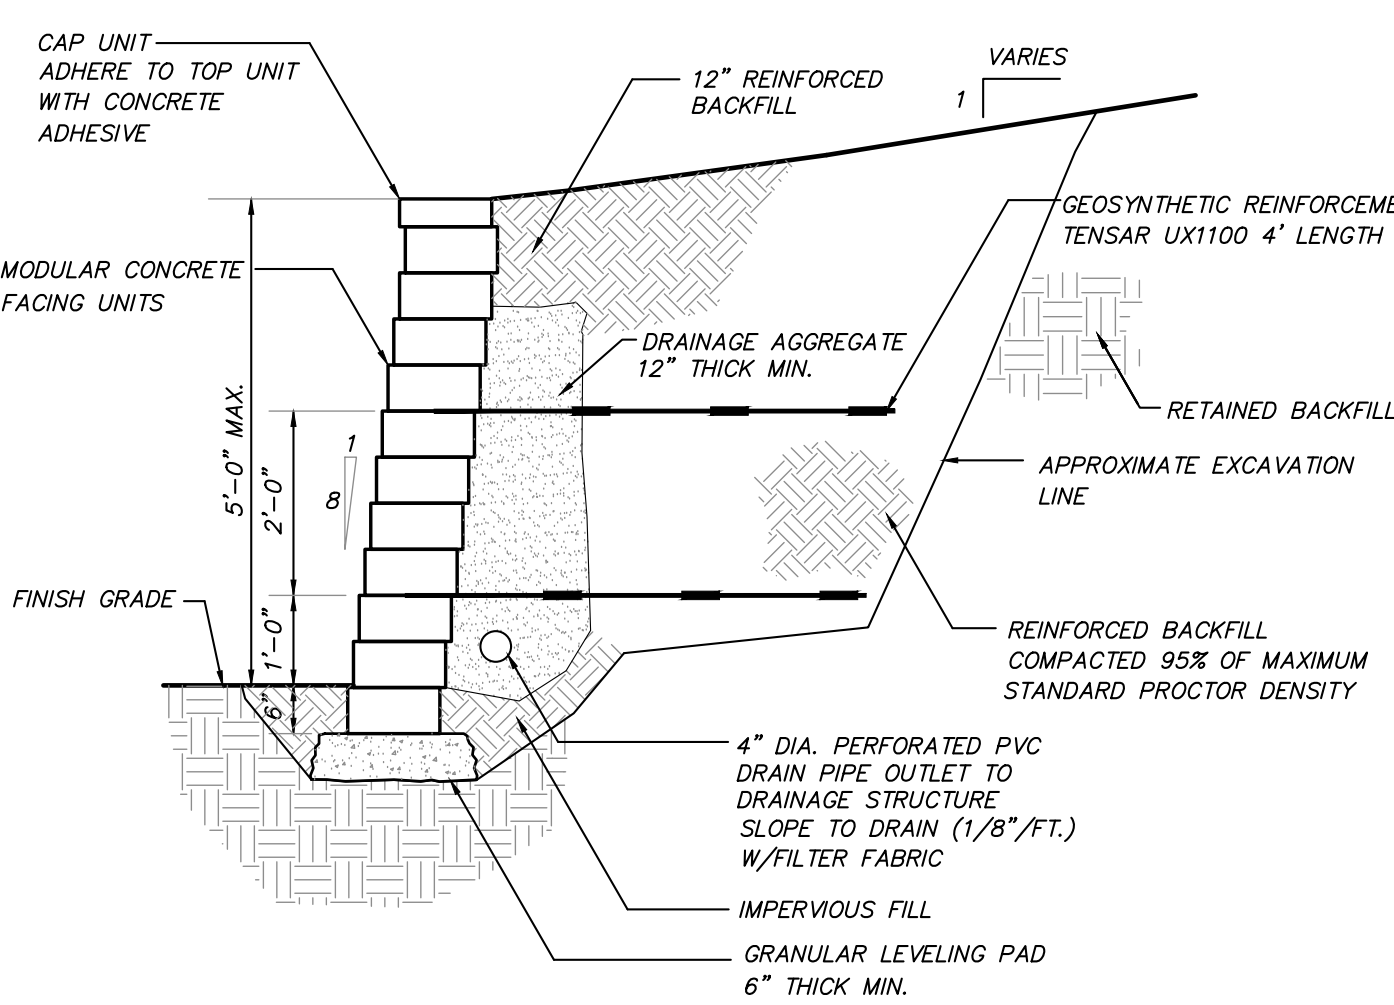 CAP UNIT
ADHERE TO TOP UNIT
WITH CONCRETE
ADHESIVE
12" REINFORCED
BACKFILL
VARIES
1
GEOSYNTHETIC REINFORCEME
TENSAR UX1100 4' LENGTH
MODULAR CONCRETE
FACING UNITS
DRAINAGE AGGREGATE
12" THICK MIN.
RETAINED BACKFILL
5'-0" MAX.
2'-0"
1
8
APPROXIMATE EXCAVATION
LINE
FINISH GRADE
1'-0"
6"
REINFORCED BACKFILL
COMPACTED 95% OF MAXIMUM
STANDARD PROCTOR DENSITY
4" DIA. PERFORATED PVC
DRAIN PIPE OUTLET TO
DRAINAGE STRUCTURE
SLOPE TO DRAIN (1/8"/FT.)
W/FILTER FABRIC
IMPERVIOUS FILL
GRANULAR LEVELING PAD
6" THICK MIN.